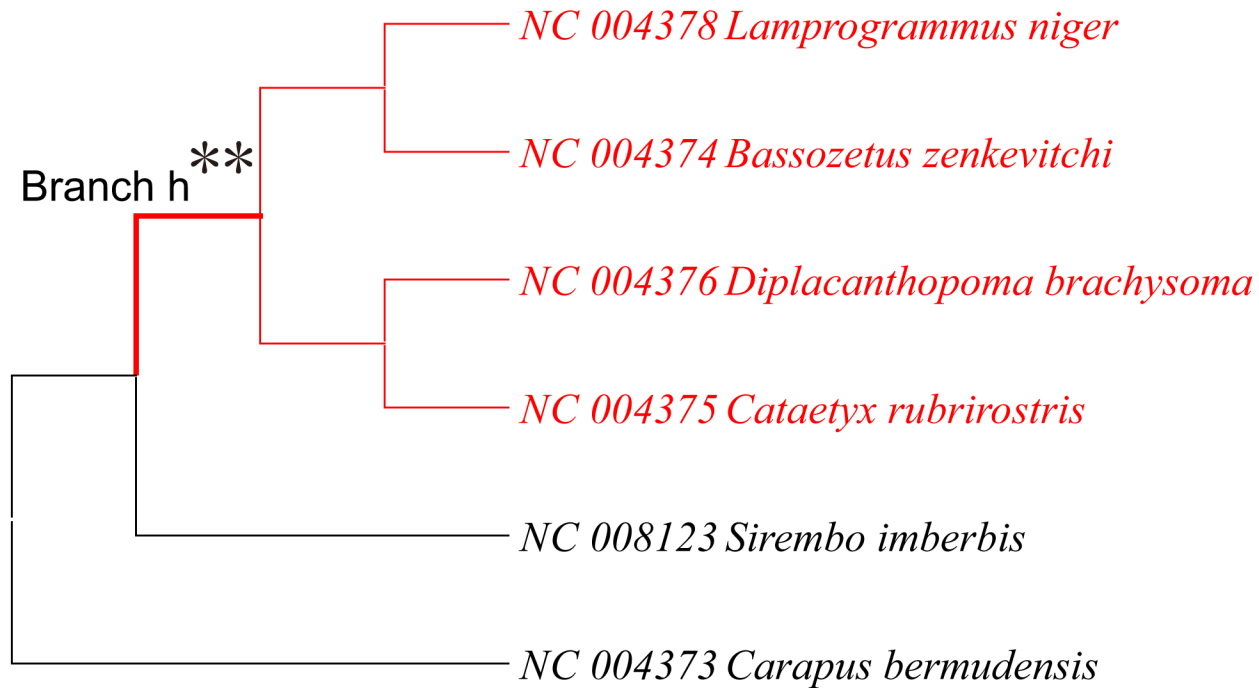 NC 004378 Lamprogrammus niger
NC 004374 Bassozetus zenkevitchi
Branch h**
NC 004376 Diplacanthopoma brachysoma
NC 004375 Cataetyx rubrirostris
NC 008123 Sirembo imberbis
NC 004373 Carapus bermudensis